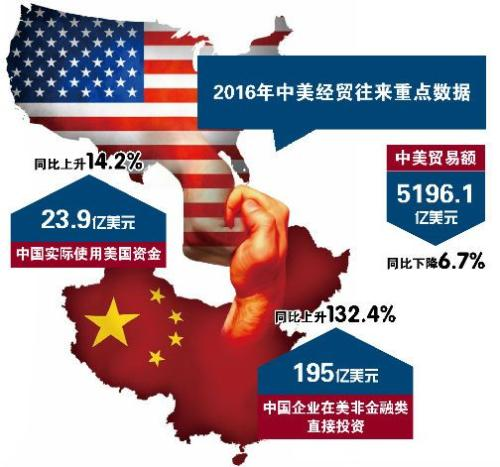 2016年中美经贸往来重点数据
同比上升14.2%
23.9亿美元
中国实际使用美国资金
中美贸易额
5196.1
亿美元
同比下降6.7%
同比上升132.4%
195亿美元
中国企业在美非金融类
直接投资